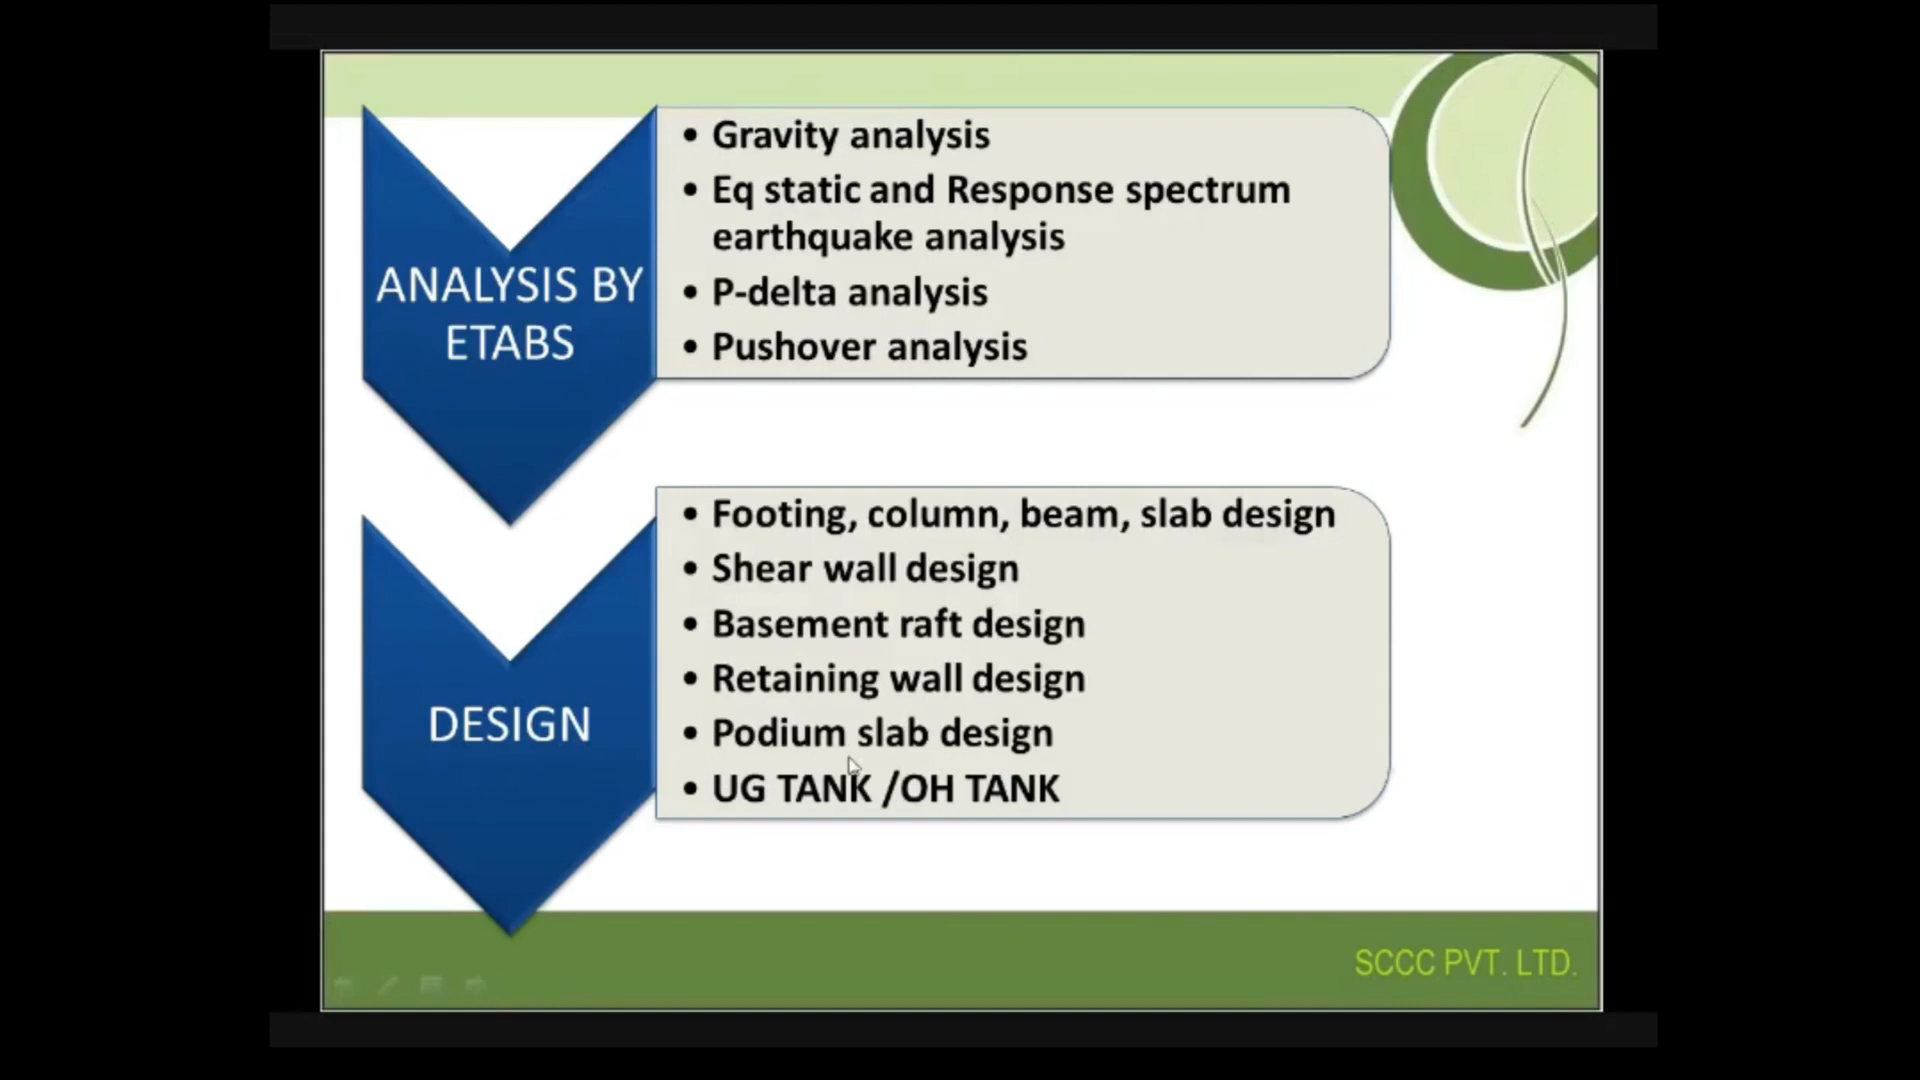 ANALYSIS BY
ETABS
• Gravity analysis
• Eq static and Response spectrum
earthquake analysis
• P-delta analysis
• Pushover analysis
DESIGN
• Footing, column, beam, slab design
• Shear wall design
• Basement raft design
• Retaining wall design
• Podium slab design
• UG TANK /OH TANK
SCCC PVT. LTD.